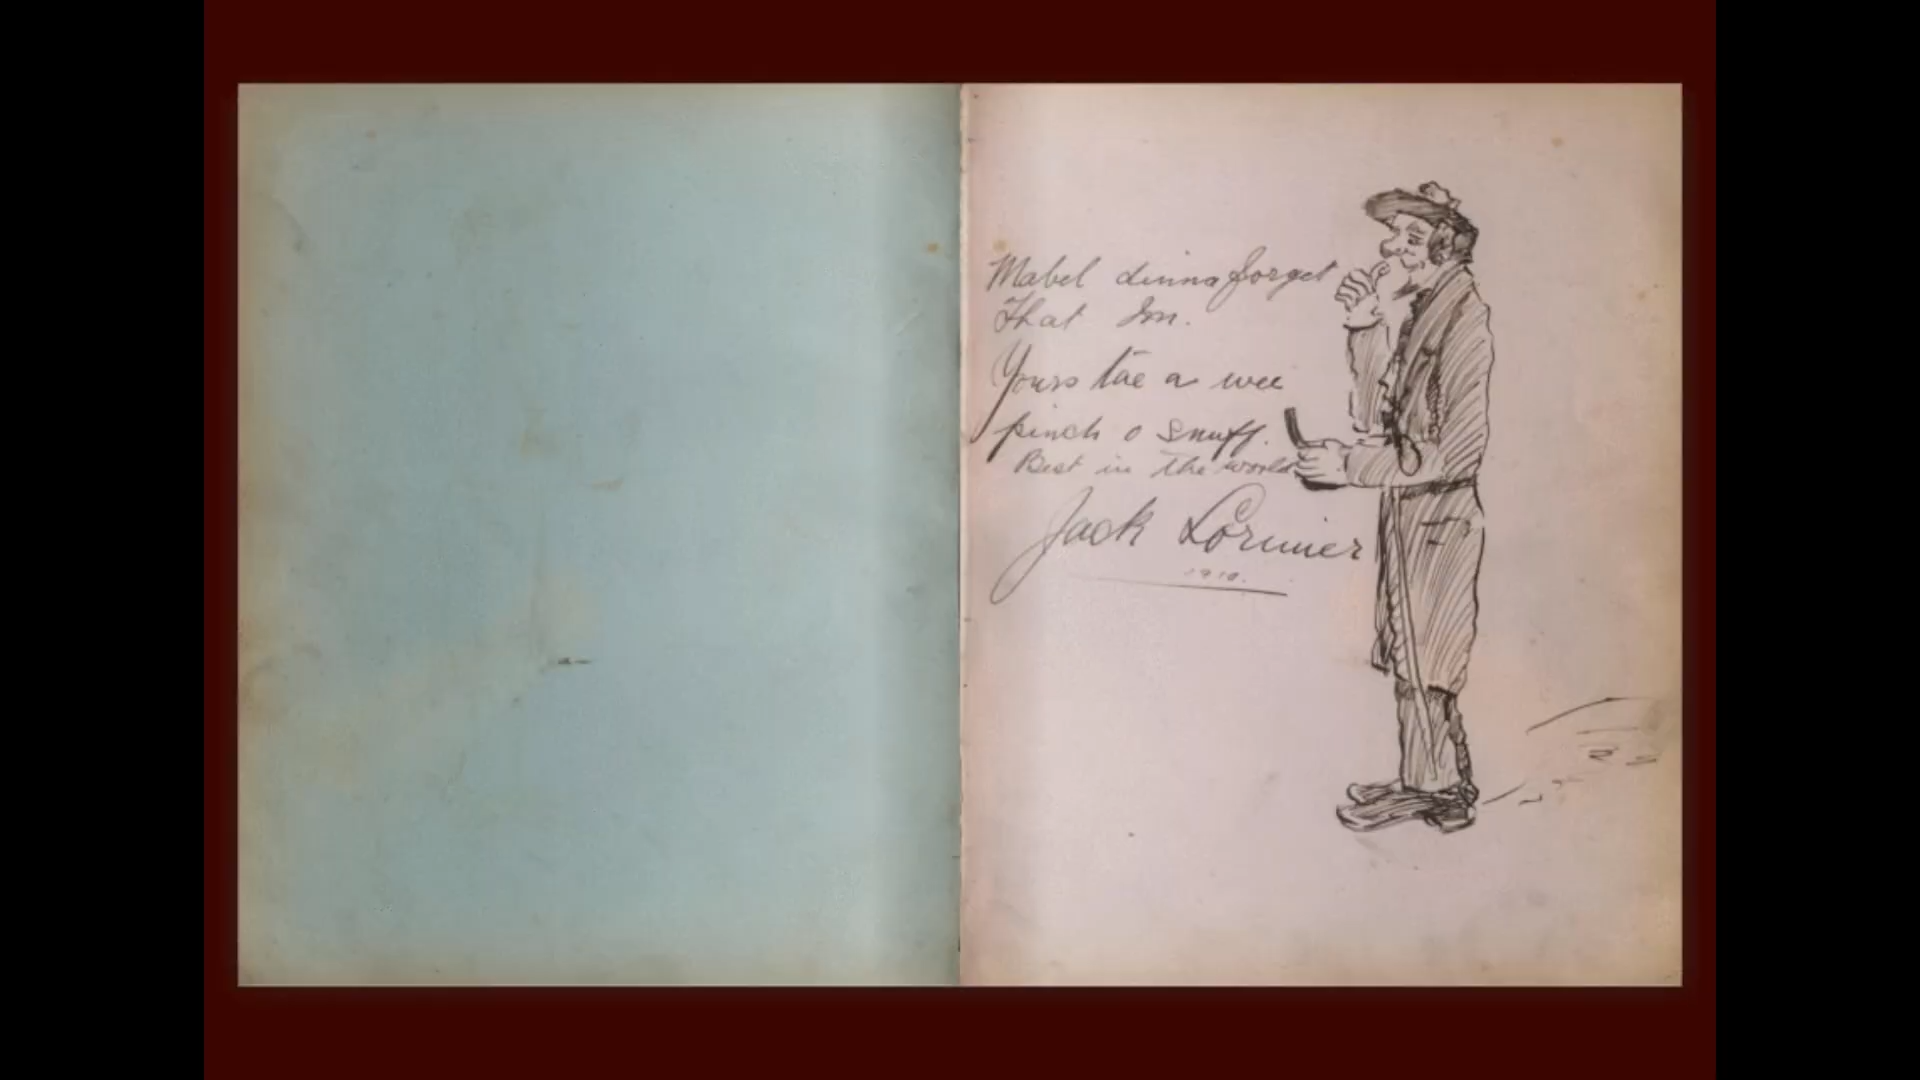 Mabel dinna forget
That Im.
Yours tae a wee
pinch o snuff.
Best in the world
Jack Lorimer
1910.